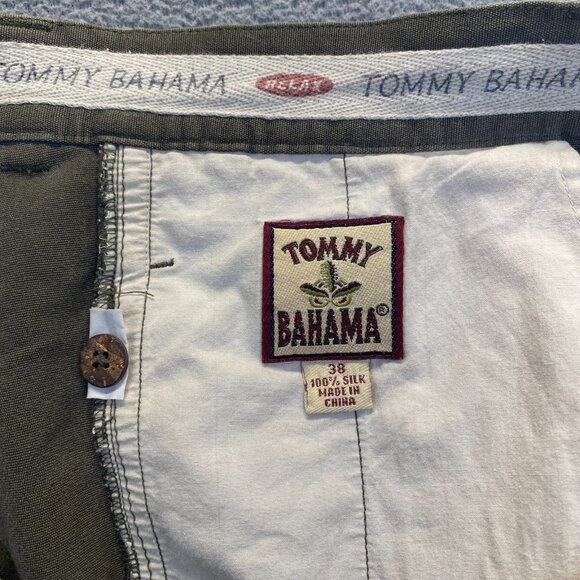 TOMMY BAHAMA RELAX TOMMY BAHAMA
TOMMY
BAHAMA®
38
100% SILK
MADE IN
CHINA